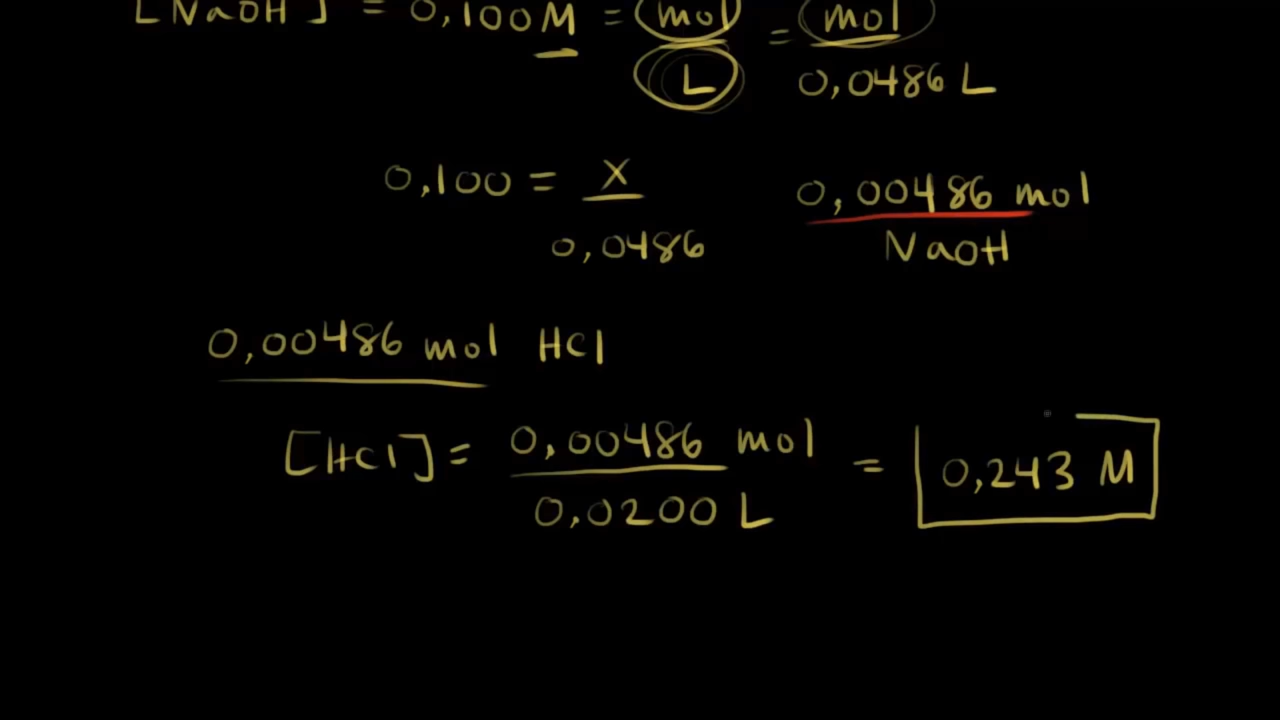 [NaOH] = 0,100 M = mol / L = mol / 0,0486 L
0,100 = X / 0,0486
0,00486 mol
NaOH
0,00486 mol HCl
[HCl] = 0,00486 mol / 0,0200 L = 0,243 M